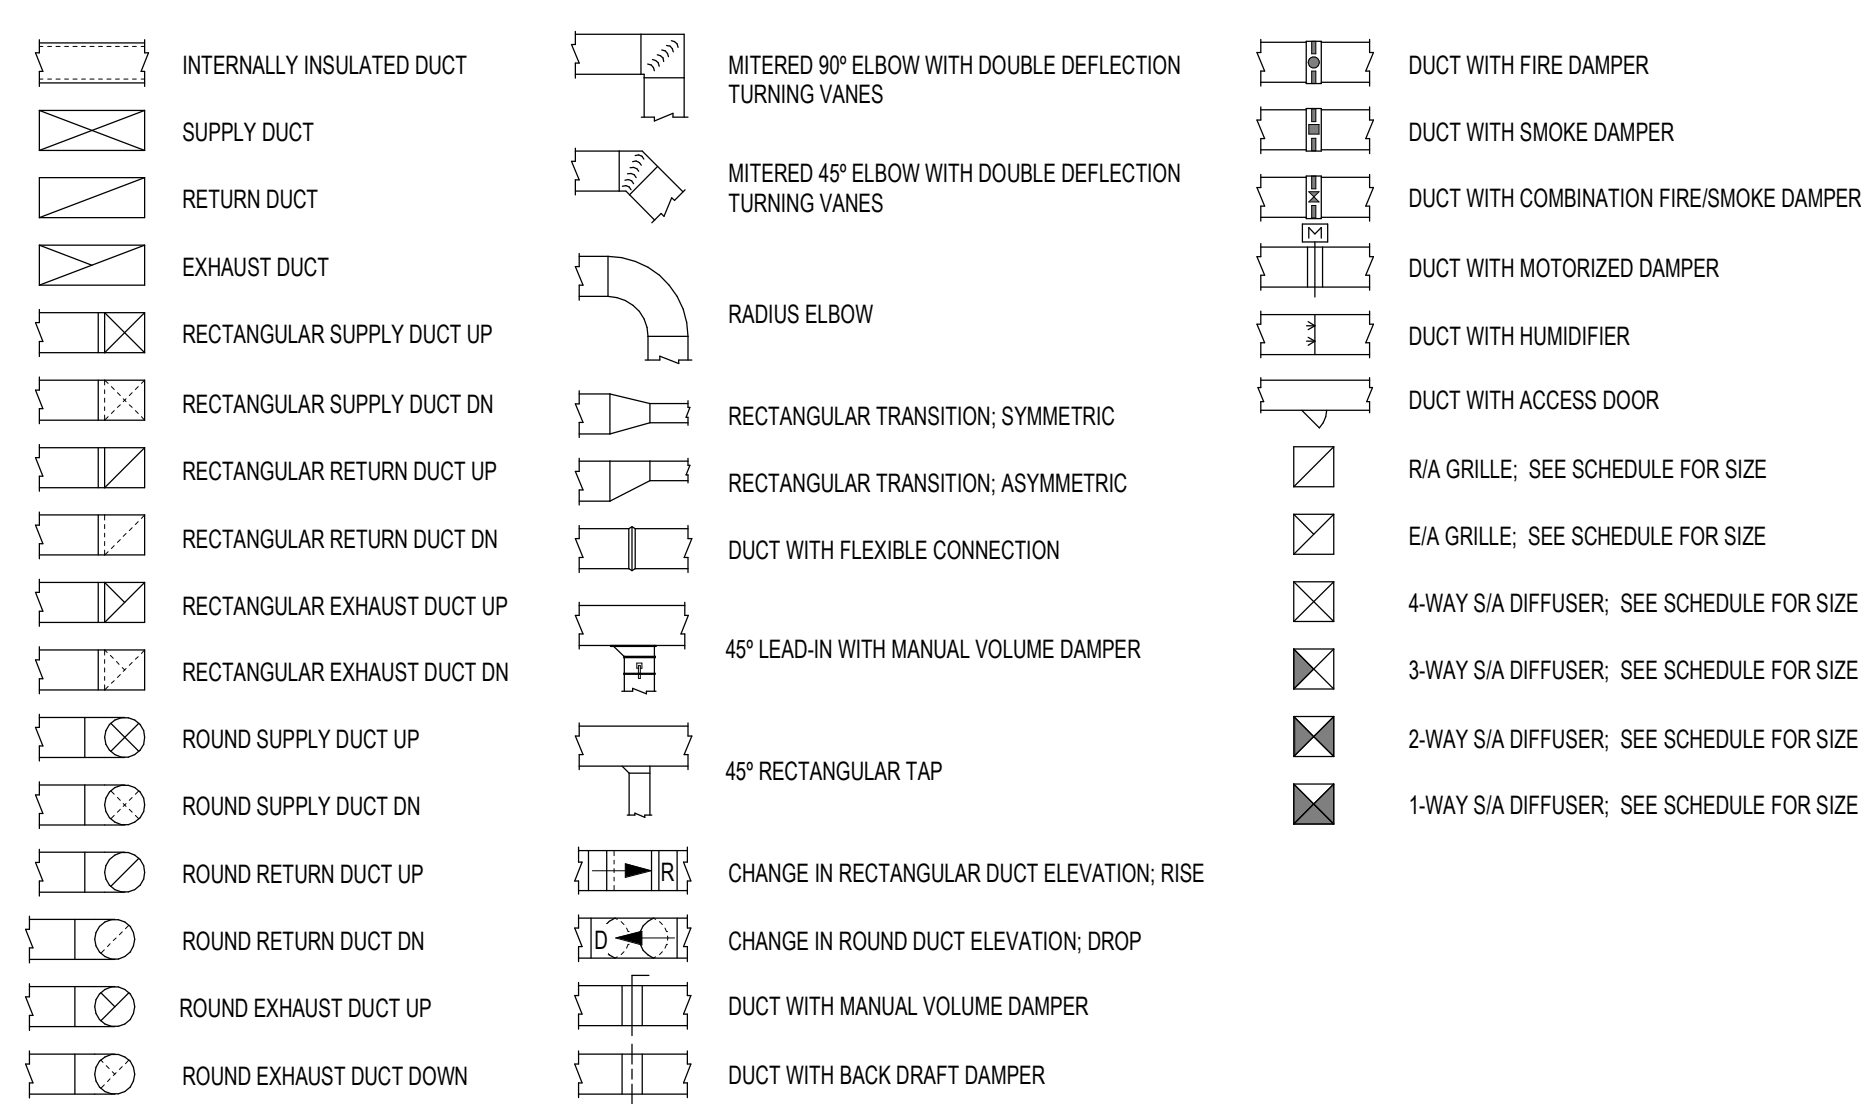 INTERNALLY INSULATED DUCT
SUPPLY DUCT
RETURN DUCT
EXHAUST DUCT
RECTANGULAR SUPPLY DUCT UP
RECTANGULAR SUPPLY DUCT DN
RECTANGULAR RETURN DUCT UP
RECTANGULAR RETURN DUCT DN
RECTANGULAR EXHAUST DUCT UP
RECTANGULAR EXHAUST DUCT DN
ROUND SUPPLY DUCT UP
ROUND SUPPLY DUCT DN
ROUND RETURN DUCT UP
ROUND RETURN DUCT DN
ROUND EXHAUST DUCT UP
ROUND EXHAUST DUCT DOWN
MITERED 90º ELBOW WITH DOUBLE DEFLECTION
TURNING VANES
MITERED 45º ELBOW WITH DOUBLE DEFLECTION
TURNING VANES
RADIUS ELBOW
RECTANGULAR TRANSITION; SYMMETRIC
RECTANGULAR TRANSITION; ASYMMETRIC
DUCT WITH FLEXIBLE CONNECTION
45º LEAD-IN WITH MANUAL VOLUME DAMPER
45º RECTANGULAR TAP
R
CHANGE IN RECTANGULAR DUCT ELEVATION; RISE
D
CHANGE IN ROUND DUCT ELEVATION; DROP
DUCT WITH MANUAL VOLUME DAMPER
DUCT WITH BACK DRAFT DAMPER
DUCT WITH FIRE DAMPER
DUCT WITH SMOKE DAMPER
DUCT WITH COMBINATION FIRE/SMOKE DAMPER
M
DUCT WITH MOTORIZED DAMPER
DUCT WITH HUMIDIFIER
DUCT WITH ACCESS DOOR
R/A GRILLE; SEE SCHEDULE FOR SIZE
E/A GRILLE; SEE SCHEDULE FOR SIZE
4-WAY S/A DIFFUSER; SEE SCHEDULE FOR SIZE
3-WAY S/A DIFFUSER; SEE SCHEDULE FOR SIZE
2-WAY S/A DIFFUSER; SEE SCHEDULE FOR SIZE
1-WAY S/A DIFFUSER; SEE SCHEDULE FOR SIZE